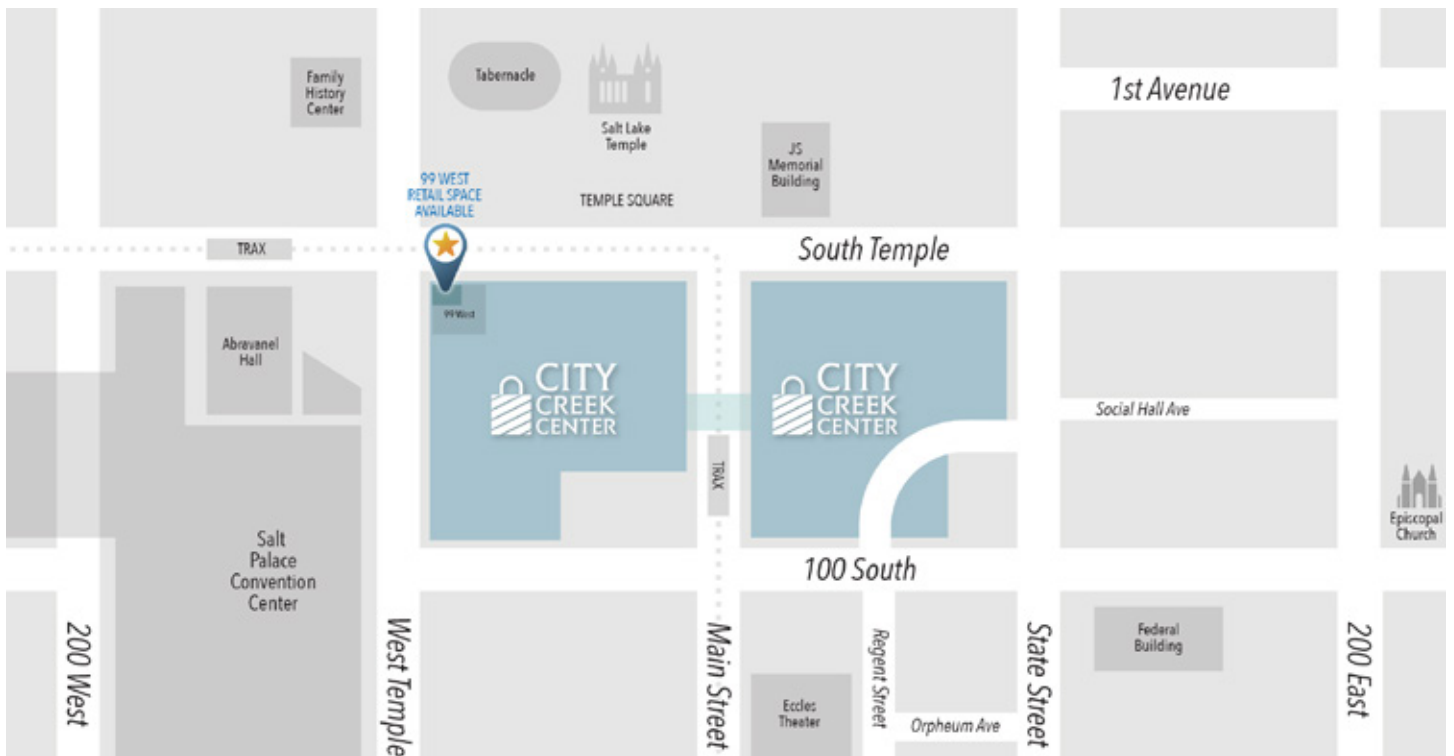 Family
History
Center
Tabernacle
Salt Lake
Temple
JS
Memorial
Building
1st Avenue
99 WEST
RETAIL SPACE
AVAILABLE
TEMPLE SQUARE
TRAX
South Temple
99 West
Abravanel
Hall
CITY
CREEK
CENTER
CITY
CREEK
CENTER
Social Hall Ave
TRAX
Episcopal
Church
Salt
Palace
Convention
Center
100 South
200 West
West Temple
Main Street
Regent Street
State Street
Federal
Building
200 East
Eccles
Theater
Orpheum Ave